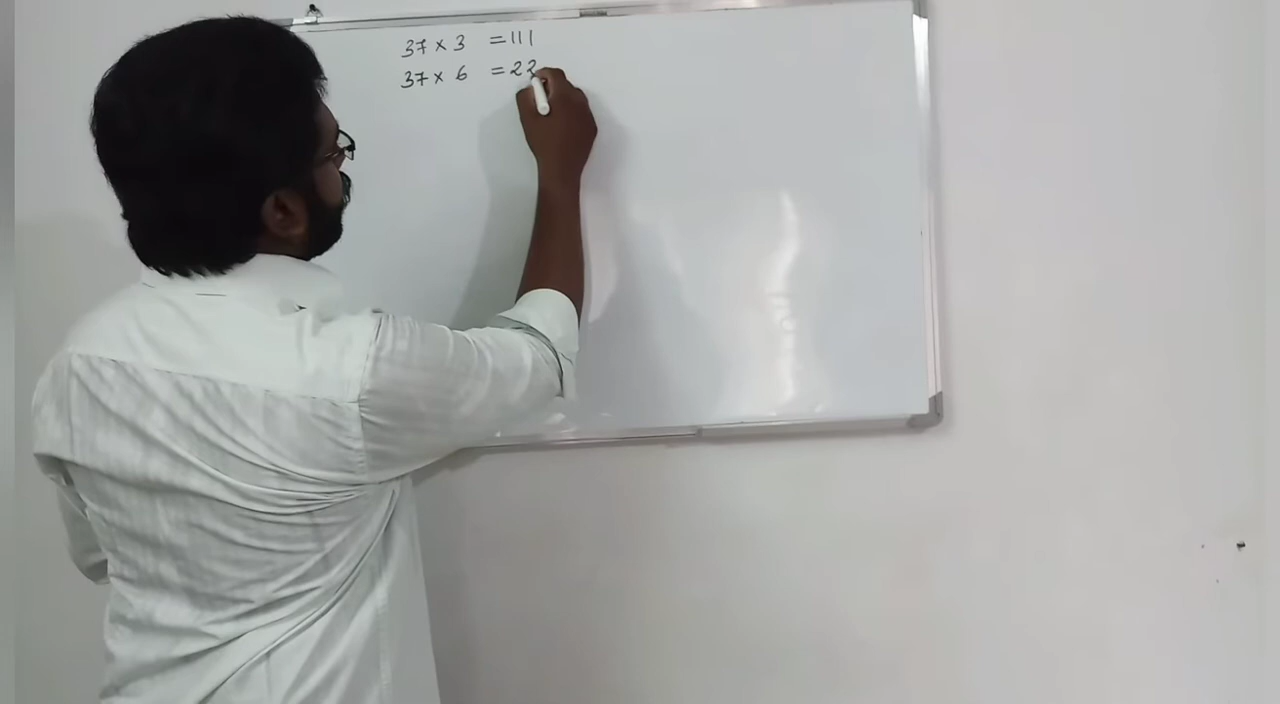 37 × 3 = 111
37 × 6 = 22